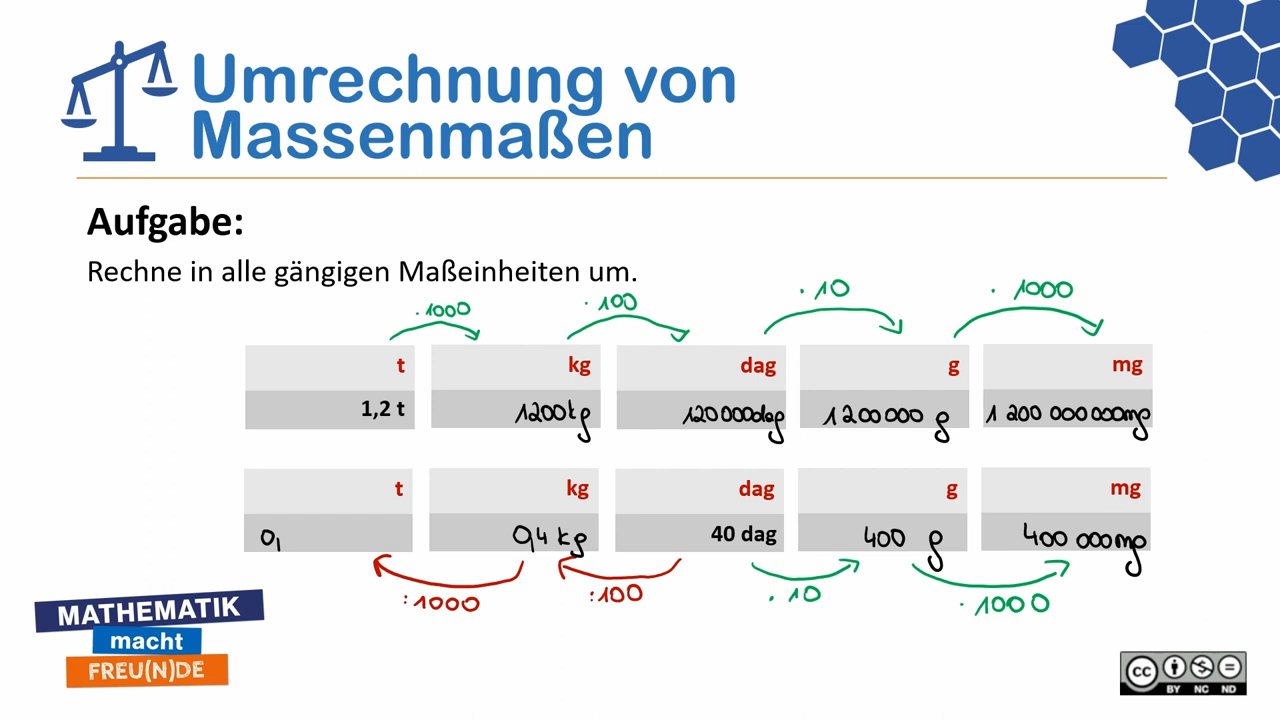 Umrechnung von
Massenmaßen
Aufgabe:
Rechne in alle gängigen Maßeinheiten um.
· 1000 · 100 · 10 · 1000
t kg dag g mg
1,2 t 1200 kg 120 000 dag 1 200 000 g 1 200 000 000 mg
t kg dag g mg
0, 0,4 kg 40 dag 400 g 400 000 mg
: 1000 : 100 · 10 · 1000
MATHEMATIK
macht
FREU(N)DE
cc
BY NC ND